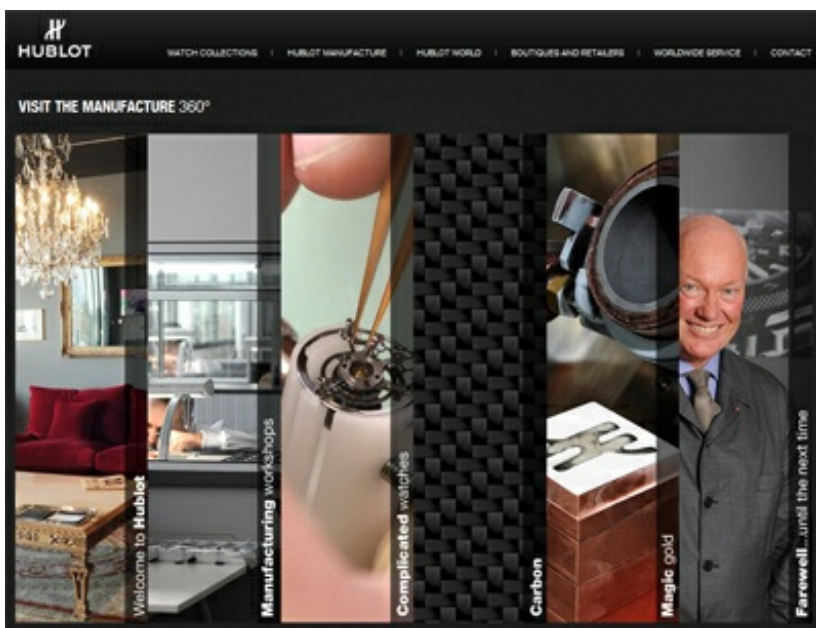 HUBLOT
WATCH COLLECTIONS | HUBLOT MANUFACTURE | HUBLOT WORLD | BOUTIQUES AND RETAILERS | WORLDWIDE SERVICE | CONTACT
VISIT THE MANUFACTURE 360°
Welcome to Hublot
Manufacturing workshops
Complicated watches
Carbon
Magic gold
Farewell...until the next time